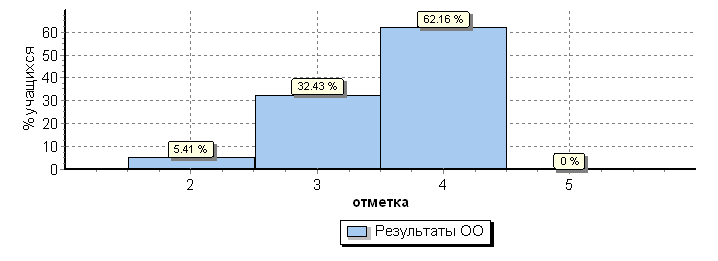 62.16 %
60
50
40
32.43 %
30
20
10
5.41 %
0
0 %
% учащихся
2 3 4 5
отметка
Результаты ОО